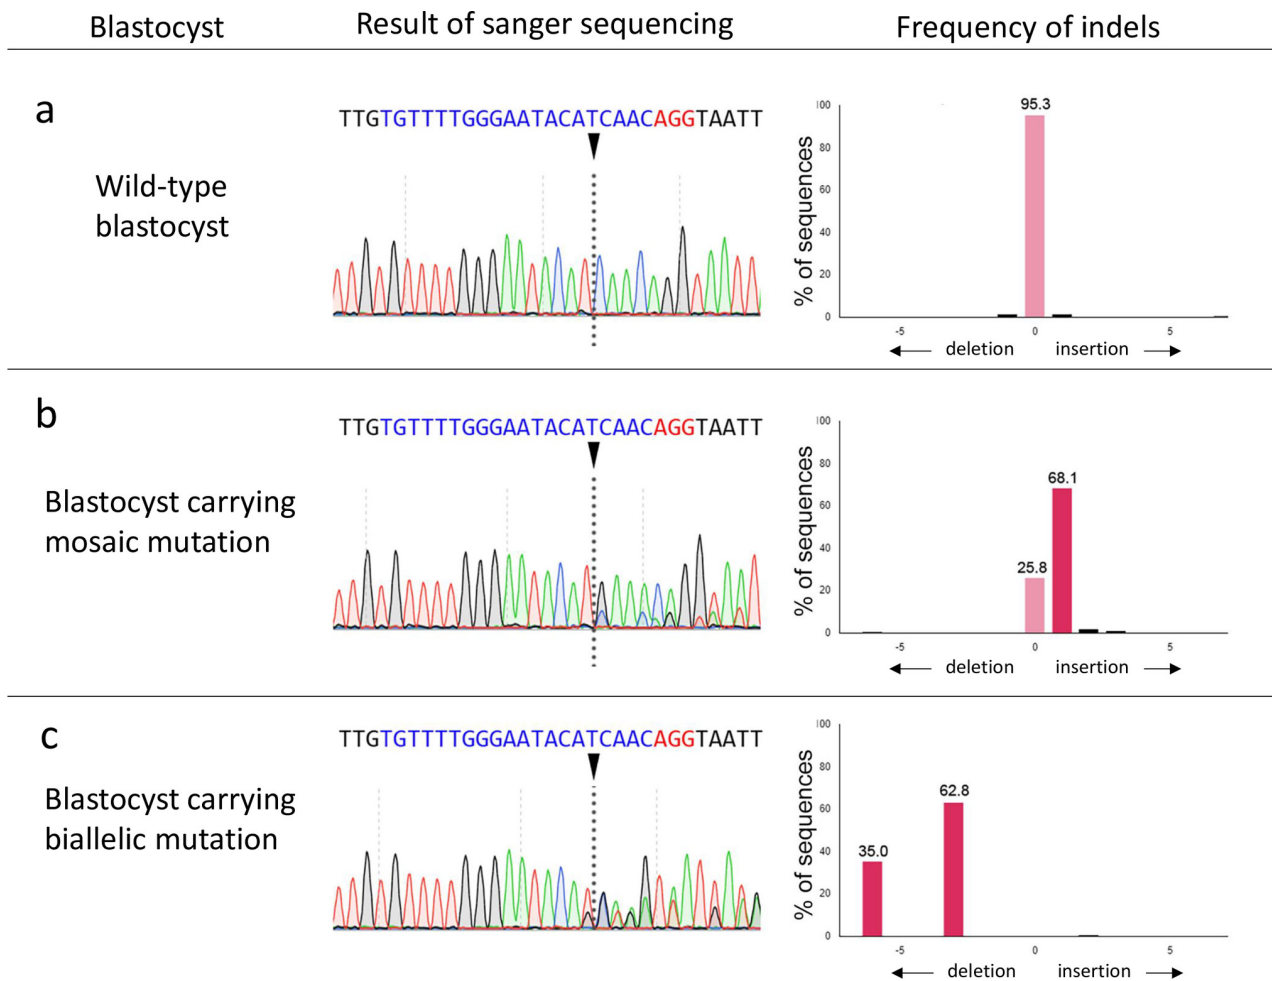 Blastocyst
Result of sanger sequencing
Frequency of indels
a
Wild-type
blastocyst
TTGTGTTTTGGGAATACATCAACAGGTAATT
% of sequences
100
80
60
40
20
0
95.3
-5
0
5
deletion
insertion
b
Blastocyst carrying
mosaic mutation
TTGTGTTTTGGGAATACATCAACAGGTAATT
% of sequences
100
80
60
40
20
0
25.8
68.1
-5
0
5
deletion
insertion
c
Blastocyst carrying
biallelic mutation
TTGTGTTTTGGGAATACATCAACAGGTAATT
% of sequences
100
80
60
40
20
0
35.0
62.8
-5
0
5
deletion
insertion